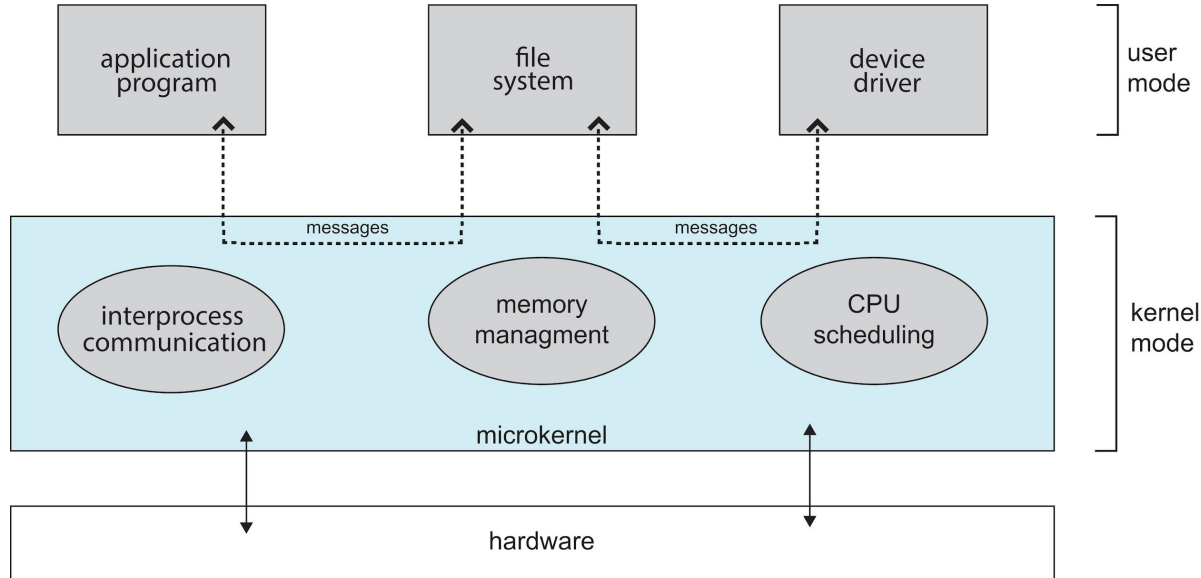 application
program
file
system
device
driver
user
mode
messages
messages
interprocess
communication
memory
managment
CPU
scheduling
kernel
mode
microkernel
hardware